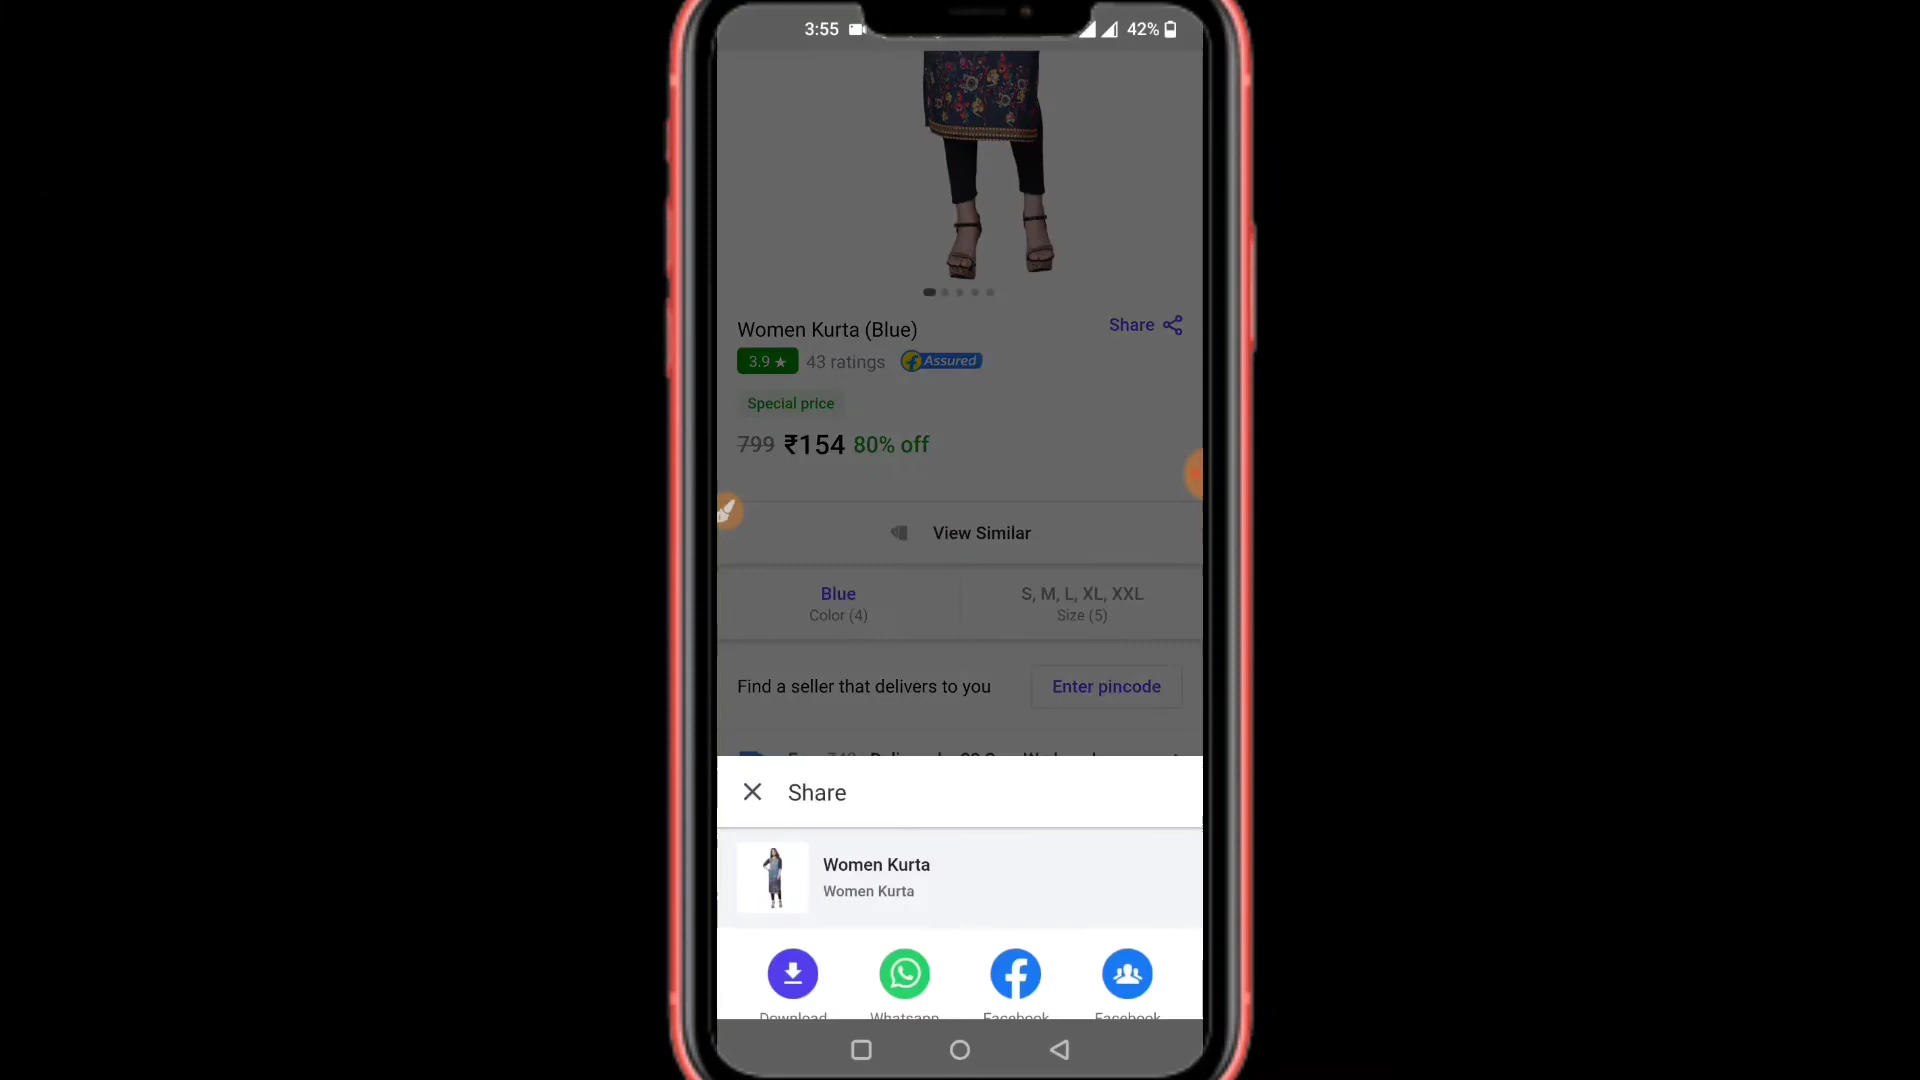 3:55
42%
Women Kurta (Blue)
Share
3.9 ★ 43 ratings Assured
Special price
799 ₹154 80% off
View Similar
Blue
Color (4)
S, M, L, XL, XXL
Size (5)
Find a seller that delivers to you
Enter pincode
Share
Women Kurta
Women Kurta
Download Whatsapp Facebook Facebook